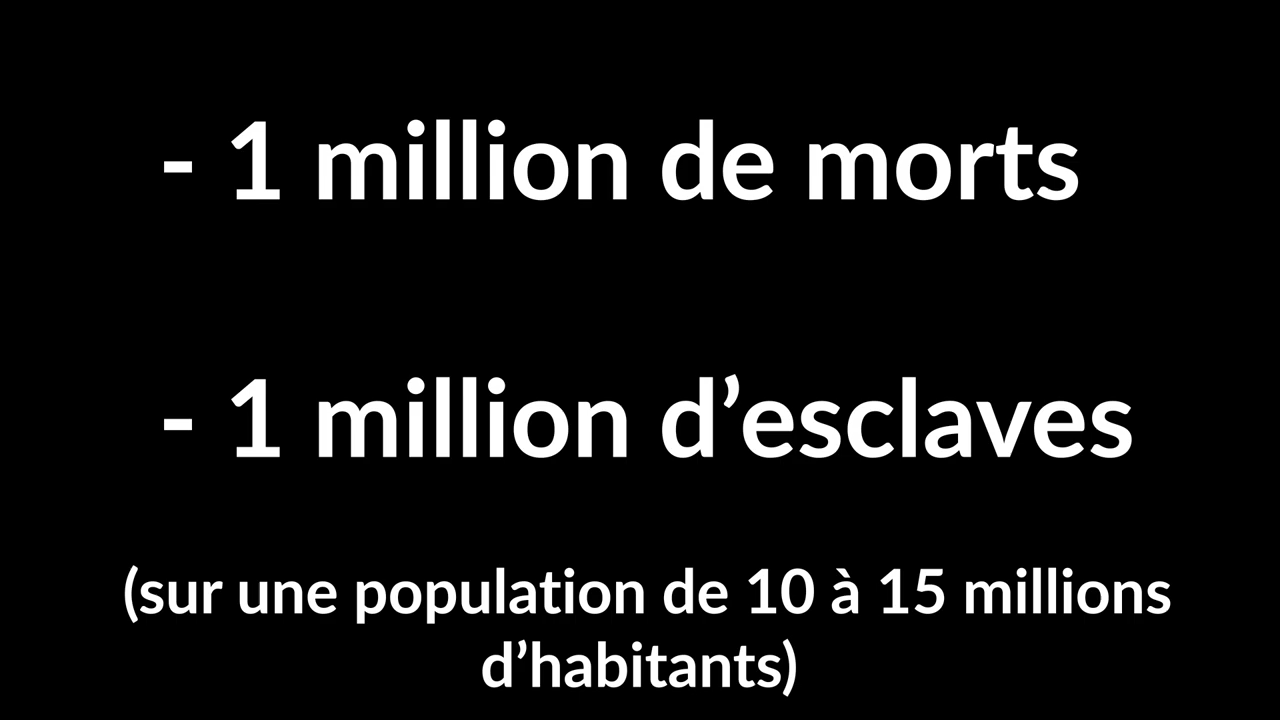 - 1 million de morts
- 1 million d’esclaves
(sur une population de 10 à 15 millions
d’habitants)